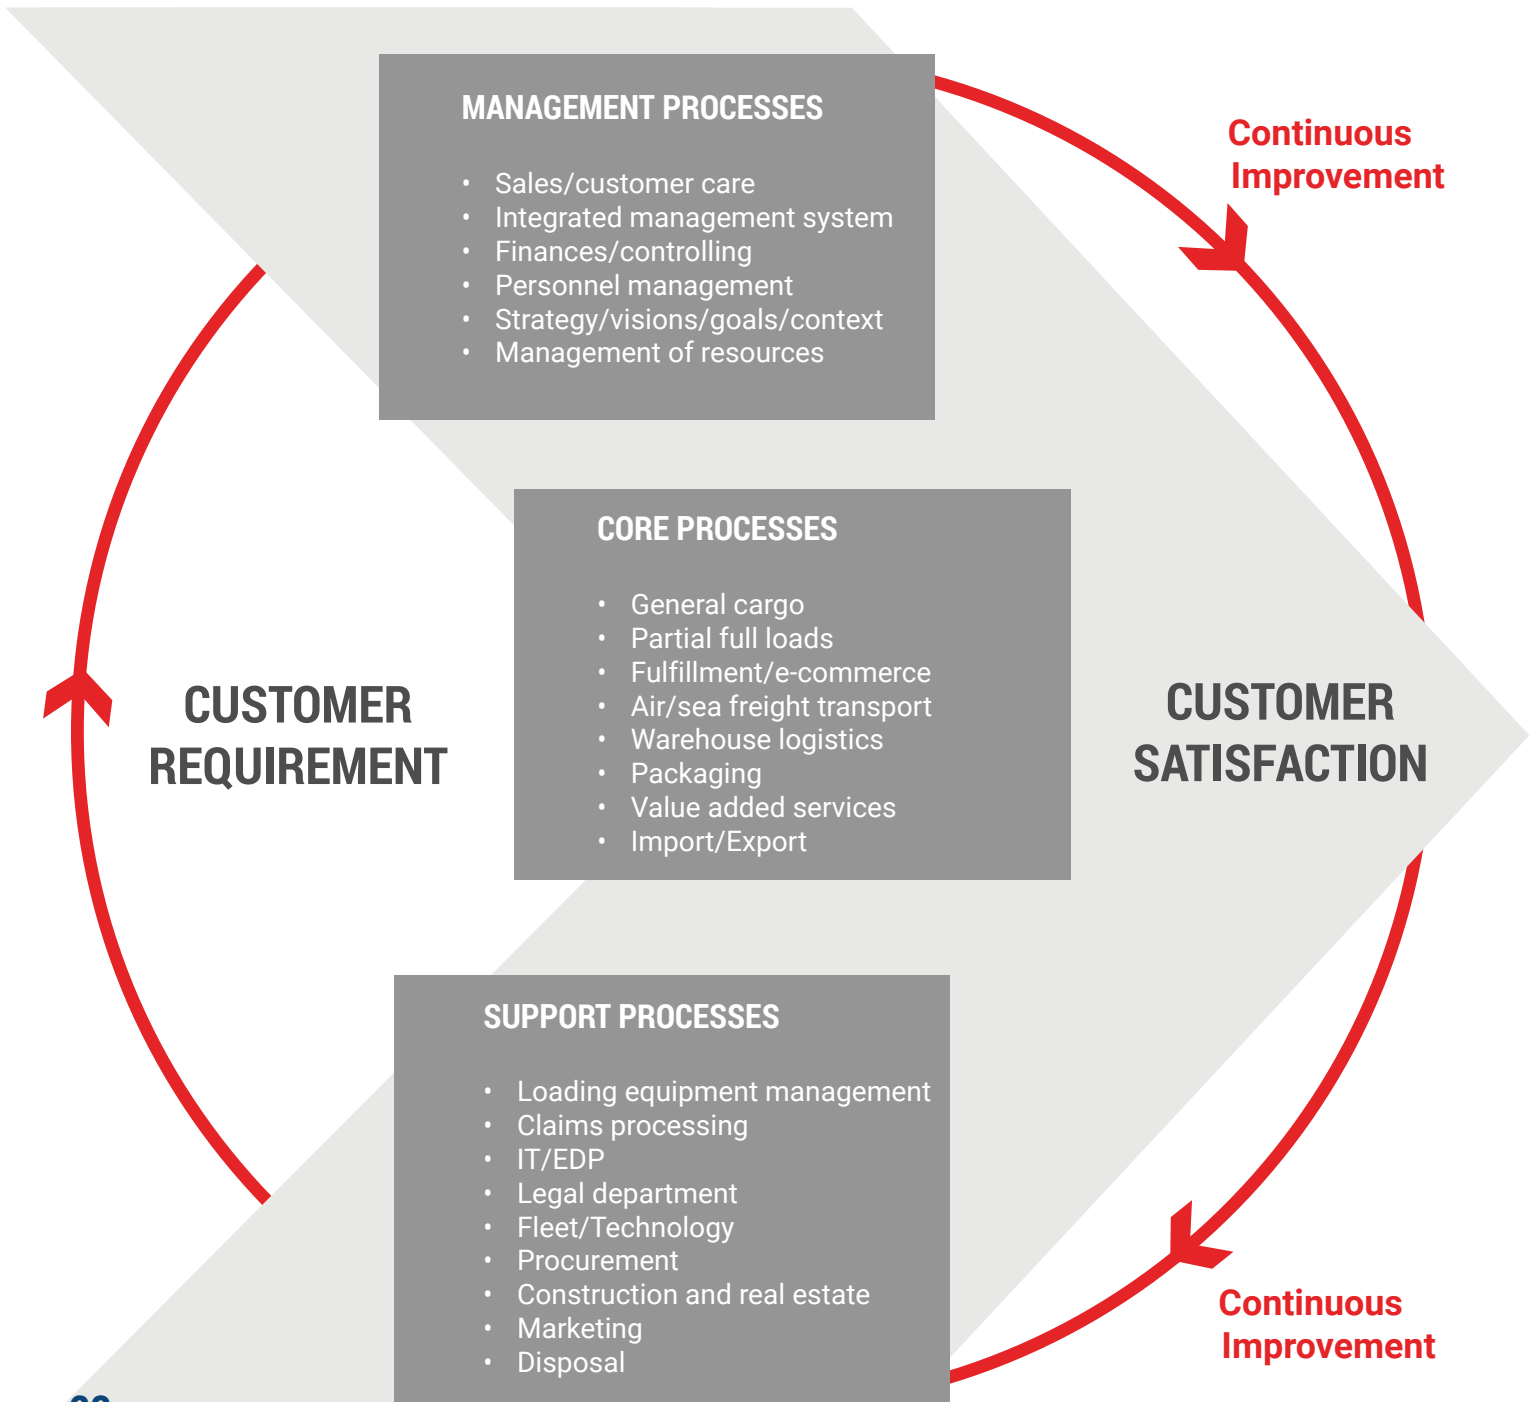 MANAGEMENT PROCESSES
• Sales/customer care
• Integrated management system
• Finances/controlling
• Personnel management
• Strategy/visions/goals/context
• Management of resources
Continuous
Improvement
CORE PROCESSES
• General cargo
• Partial full loads
• Fulfillment/e-commerce
• Air/sea freight transport
• Warehouse logistics
• Packaging
• Value added services
• Import/Export
CUSTOMER
REQUIREMENT
CUSTOMER
SATISFACTION
SUPPORT PROCESSES
• Loading equipment management
• Claims processing
• IT/EDP
• Legal department
• Fleet/Technology
• Procurement
• Construction and real estate
• Marketing
• Disposal
Continuous
Improvement